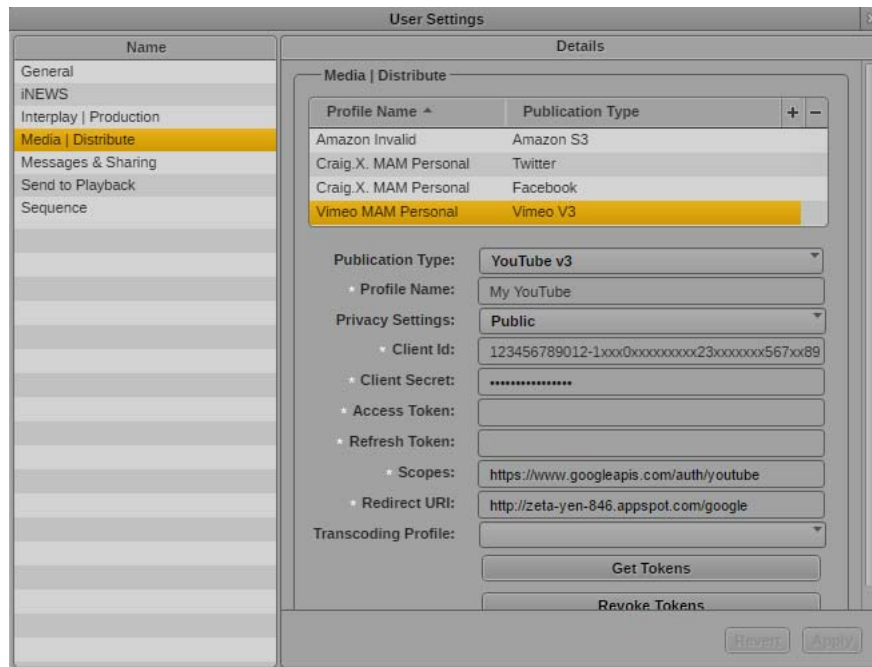 User Settings
Name
General
iNEWS
Interplay | Production
Media | Distribute
Messages & Sharing
Send to Playback
Sequence
Details
Media | Distribute
Profile Name Publication Type + −
Amazon Invalid Amazon S3
Craig.X. MAM Personal Twitter
Craig.X. MAM Personal Facebook
Vimeo MAM Personal Vimeo V3
Publication Type: YouTube v3
* Profile Name: My YouTube
Privacy Settings: Public
* Client Id: 123456789012-1xxx0xxxxxxxxx23xxxxxxx567xx89
* Client Secret: ••••••••••••••••
* Access Token:
* Refresh Token:
* Scopes: https://www.googleapis.com/auth/youtube
* Redirect URI: http://zeta-yen-846.appspot.com/google
Transcoding Profile:
Get Tokens
Revoke Tokens
Revert Apply